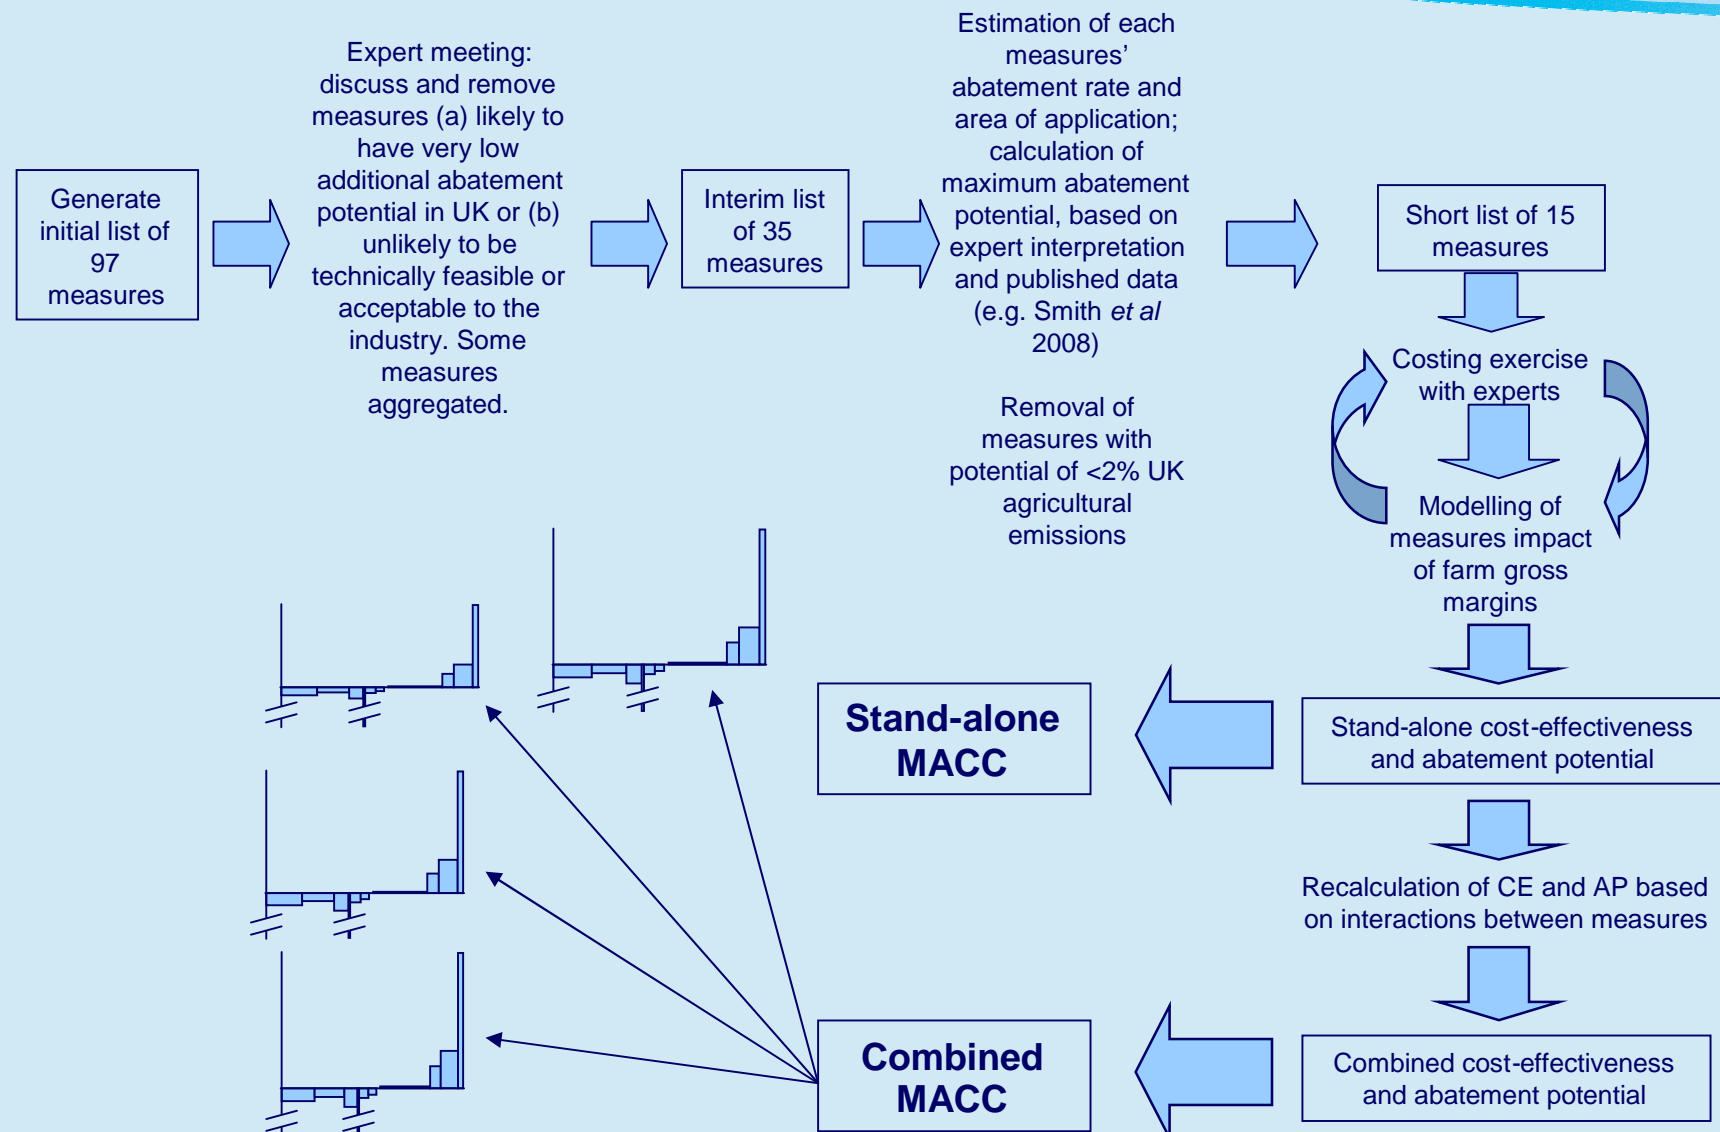 Generate
initial list of
97
measures
Expert meeting:
discuss and remove
measures (a) likely to
have very low
additional abatement
potential in UK or (b)
unlikely to be
technically feasible or
acceptable to the
industry. Some
measures
aggregated.
Interim list
of 35
measures
Estimation of each
measures’
abatement rate and
area of application;
calculation of
maximum abatement
potential, based on
expert interpretation
and published data
(e.g. Smith et al
2008)
Removal of
measures with
potential of <2% UK
agricultural
emissions
Short list of 15
measures
Costing exercise
with experts
Modelling of
measures impact
of farm gross
margins
Stand-alone cost-effectiveness
and abatement potential
Stand-alone
MACC
Recalculation of CE and AP based
on interactions between measures
Combined cost-effectiveness
and abatement potential
Combined
MACC